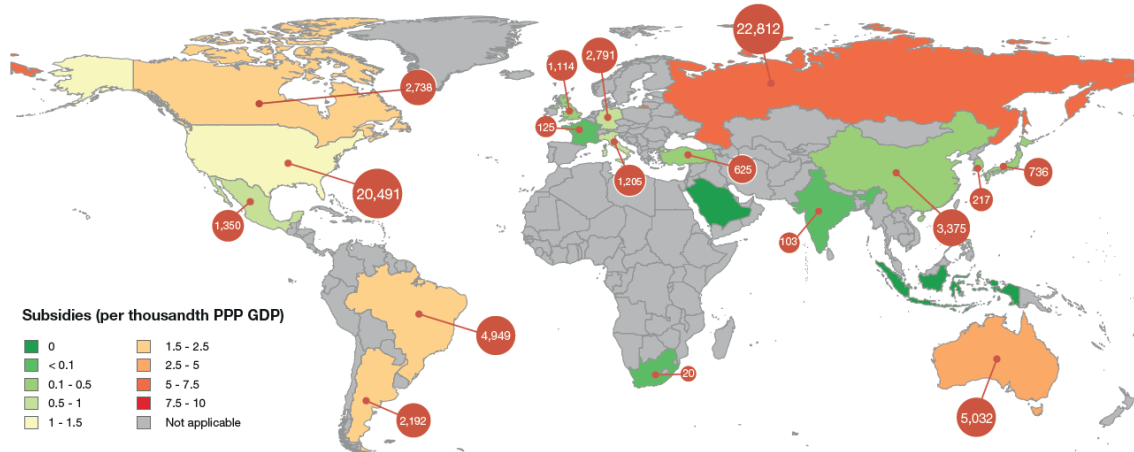 22,812
2,791
1,114
2,738
125
1,205
625
736
217
20,491
1,350
103
3,375
4,949
20
5,032
2,192
Subsidies (per thousandth PPP GDP)
0
< 0.1
0.1 - 0.5
0.5 - 1
1 - 1.5
1.5 - 2.5
2.5 - 5
5 - 7.5
7.5 - 10
Not applicable